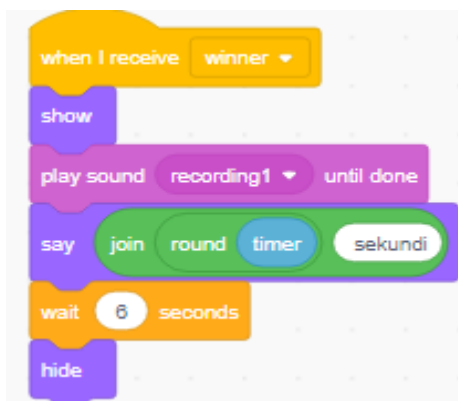 when I receive winner
show
play sound recording1 until done
say join round timer sekundi
wait 6 seconds
hide